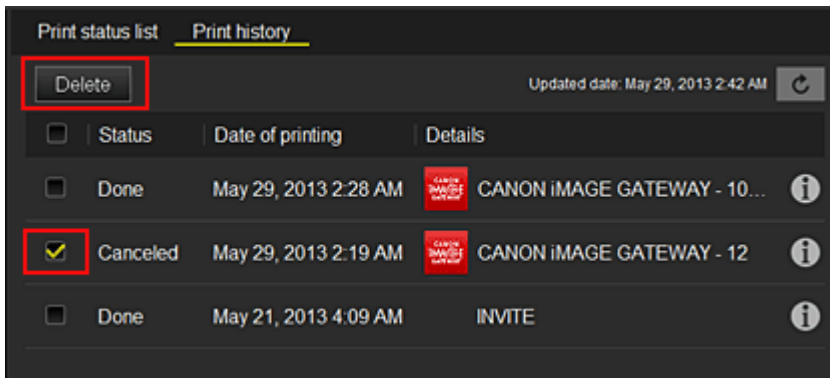 Print status list Print history
Delete Updated date: May 29, 2013 2:42 AM
Status Date of printing Details
Done May 29, 2013 2:28 AM CANON iMAGE GATEWAY - 10...
Canceled May 29, 2013 2:19 AM CANON iMAGE GATEWAY - 12
Done May 21, 2013 4:09 AM INVITE